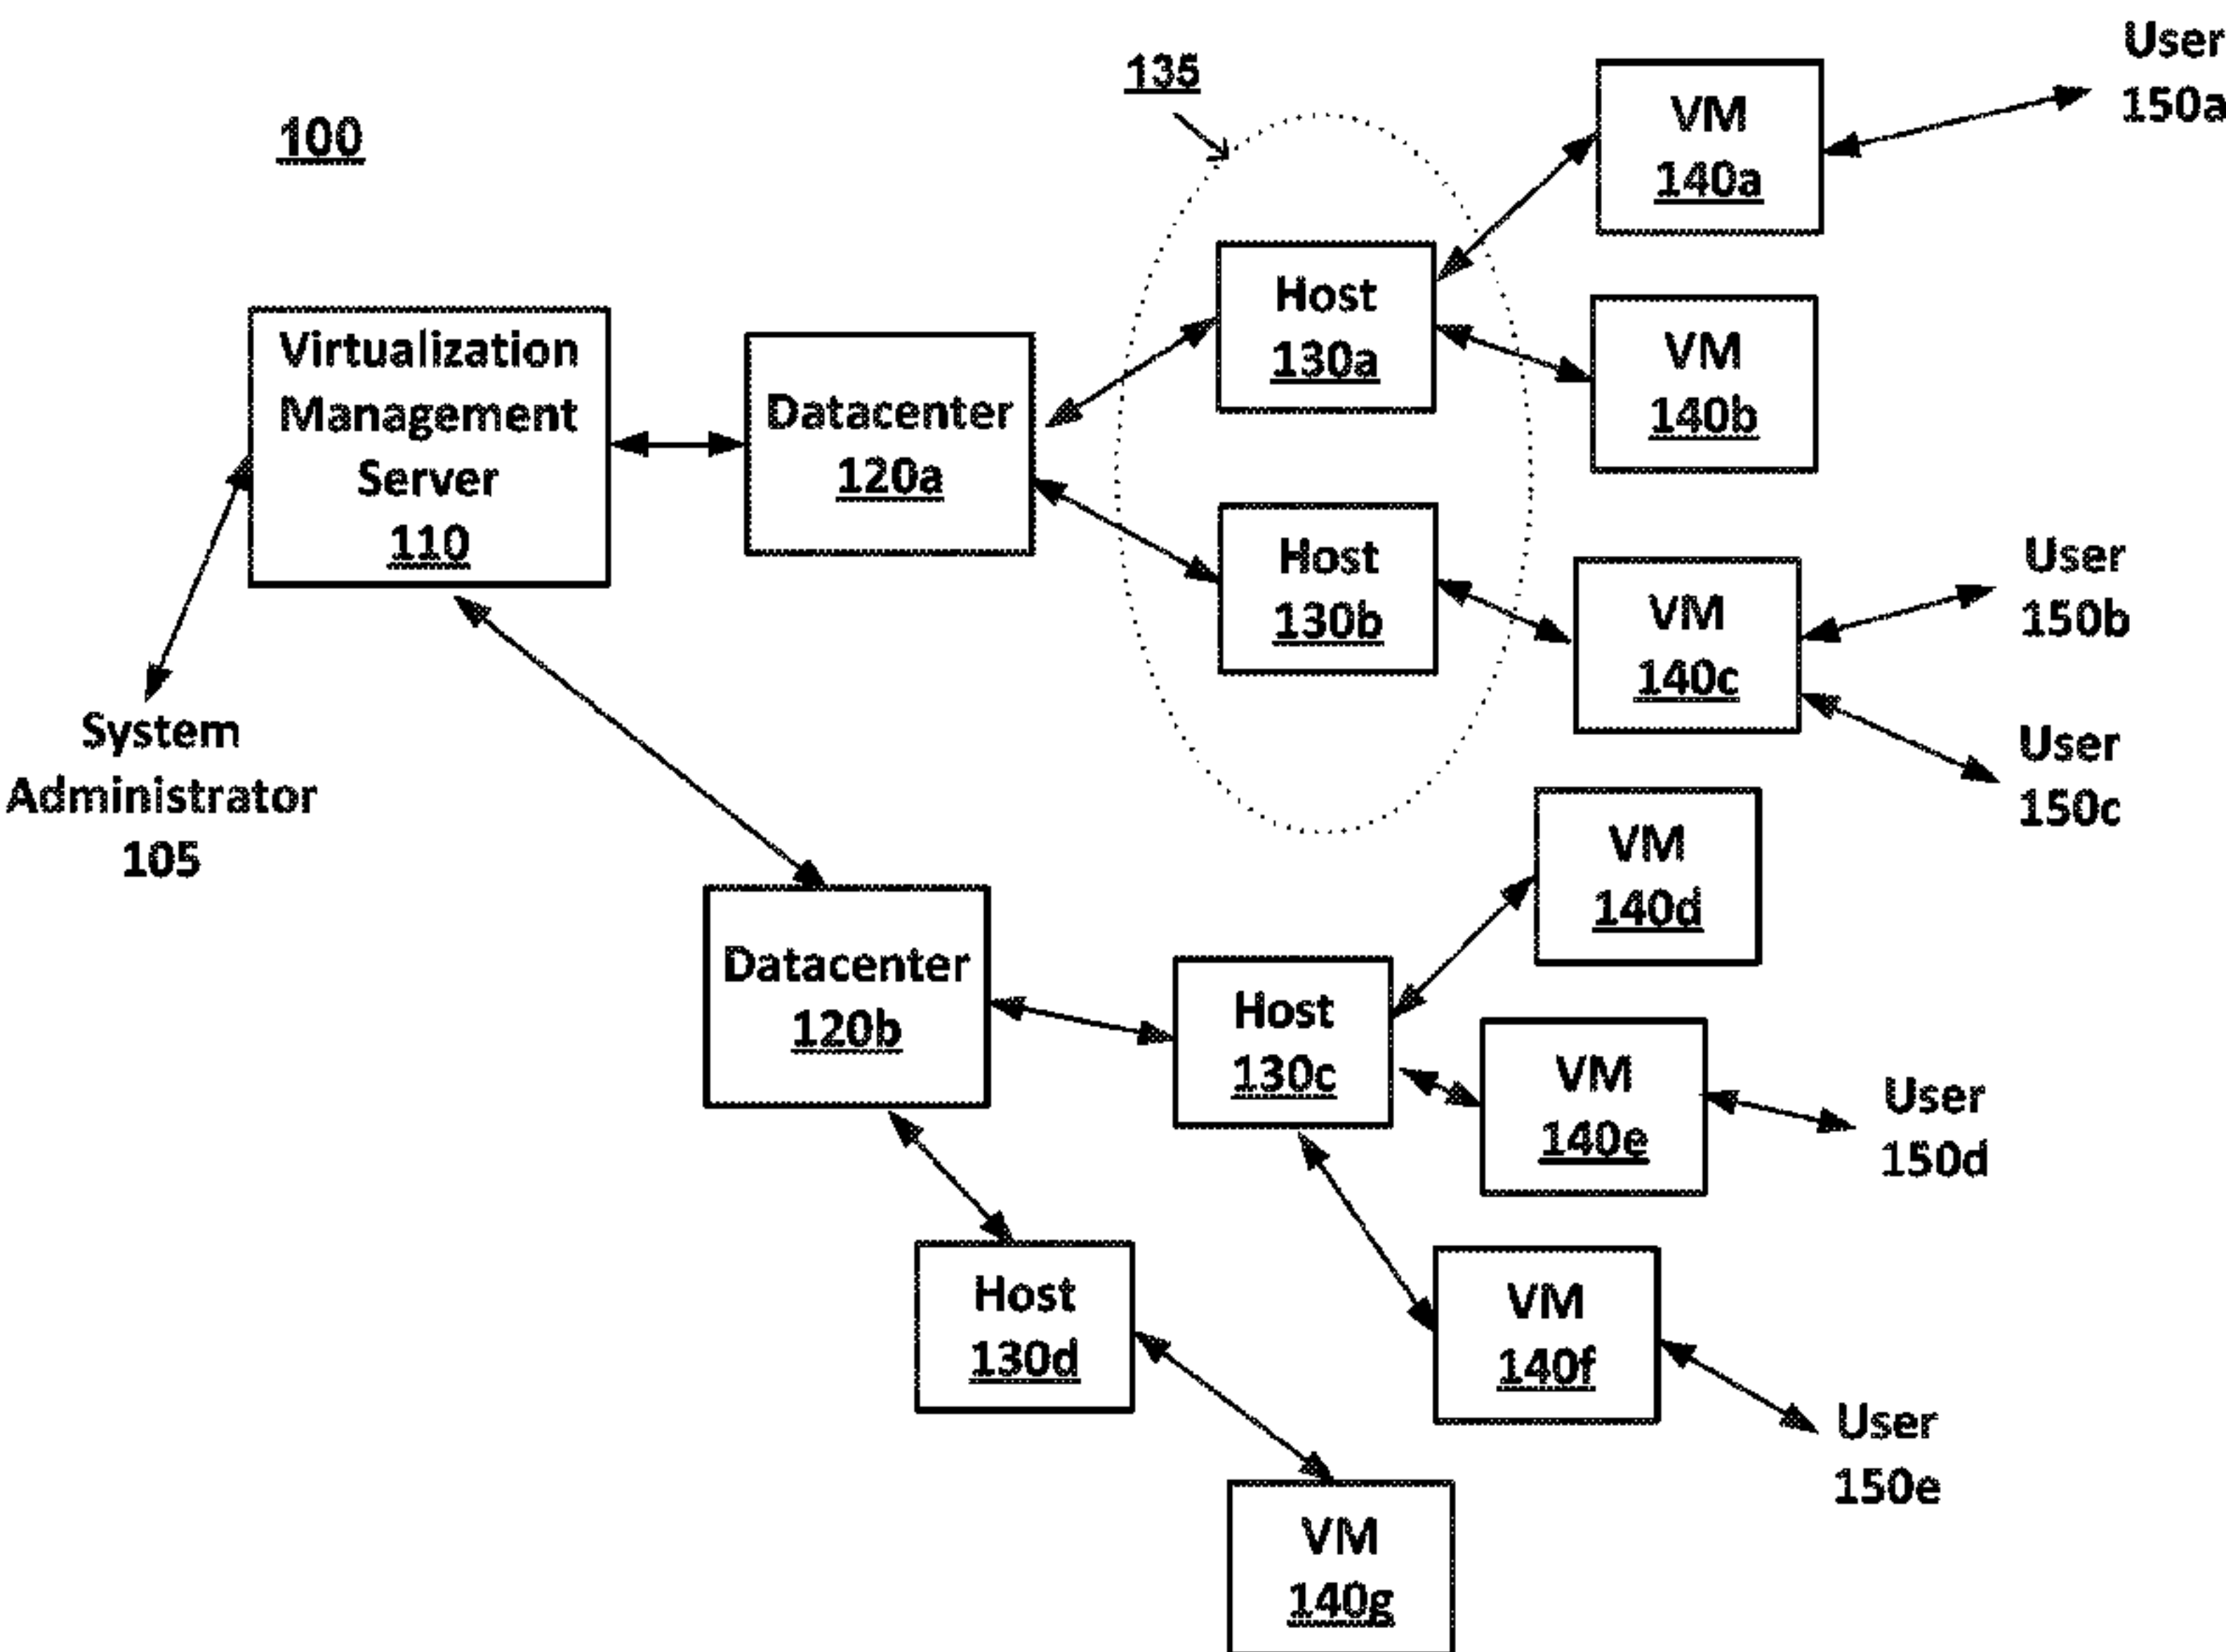 100
135
User
150a
VM
140a
Virtualization
Management
Server
110
Datacenter
120a
Host
130a
VM
140b
Host
130b
VM
140c
User
150b
User
150c
System
Administrator
105
VM
140d
Datacenter
120b
Host
130c
VM
140e
User
150d
Host
130d
VM
140f
User
150e
VM
140g